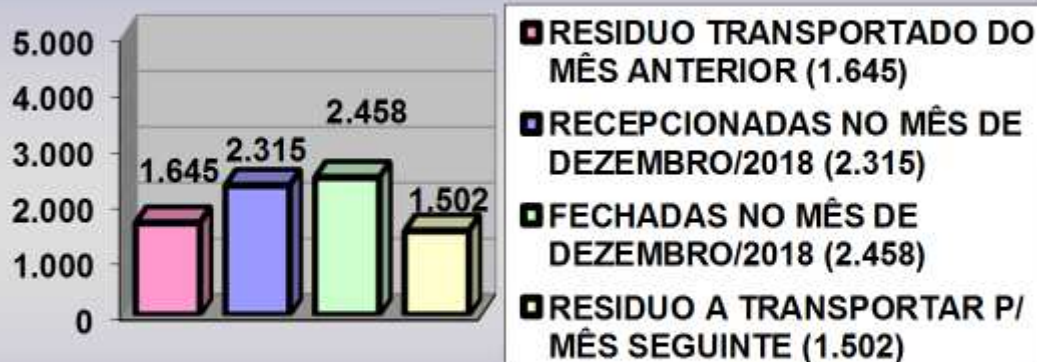 5.000
4.000
3.000
2.000
1.000
0
1.645
2.315
2.458
1.502
RESIDUO TRANSPORTADO DO
MÊS ANTERIOR (1.645)
RECEPCIONADAS NO MÊS DE
DEZEMBRO/2018 (2.315)
FECHADAS NO MÊS DE
DEZEMBRO/2018 (2.458)
RESIDUO A TRANSPORTAR P/
MÊS SEGUINTE (1.502)